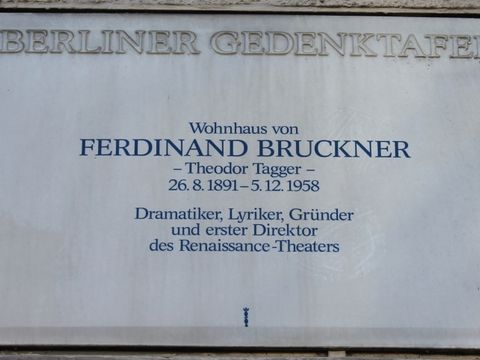 BERLINER GEDENKTAFEL
Wohnhaus von
FERDINAND BRUCKNER
– Theodor Tagger –
26. 8. 1891 – 5. 12. 1958
Dramatiker, Lyriker, Gründer
und erster Direktor
des Renaissance-Theaters